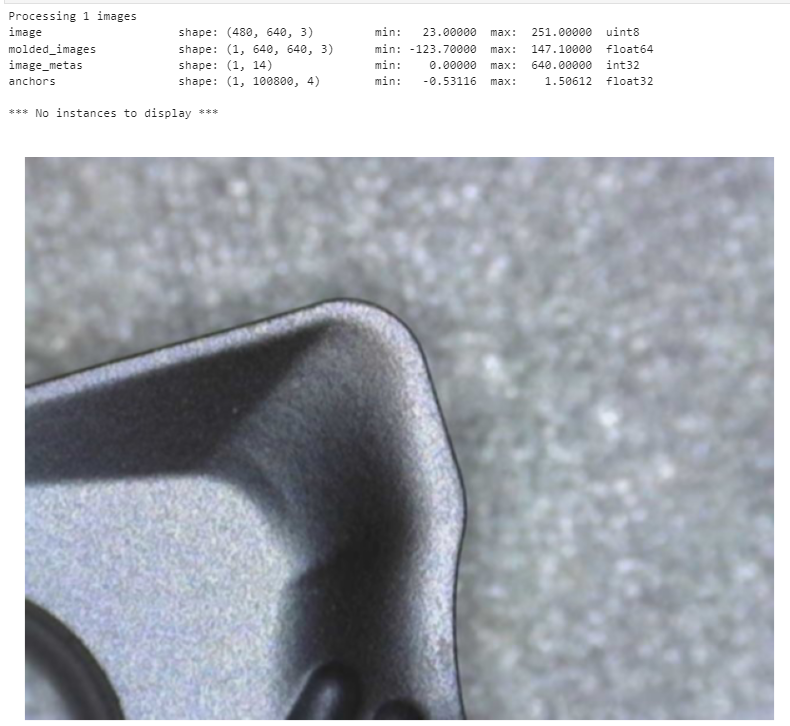 Processing 1 images
image shape: (480, 640, 3) min: 23.00000 max: 251.00000 uint8
molded_images shape: (1, 640, 640, 3) min: -123.70000 max: 147.10000 float64
image_metas shape: (1, 14) min: 0.00000 max: 640.00000 int32
anchors shape: (1, 100800, 4) min: -0.53116 max: 1.50612 float32
*** No instances to display ***